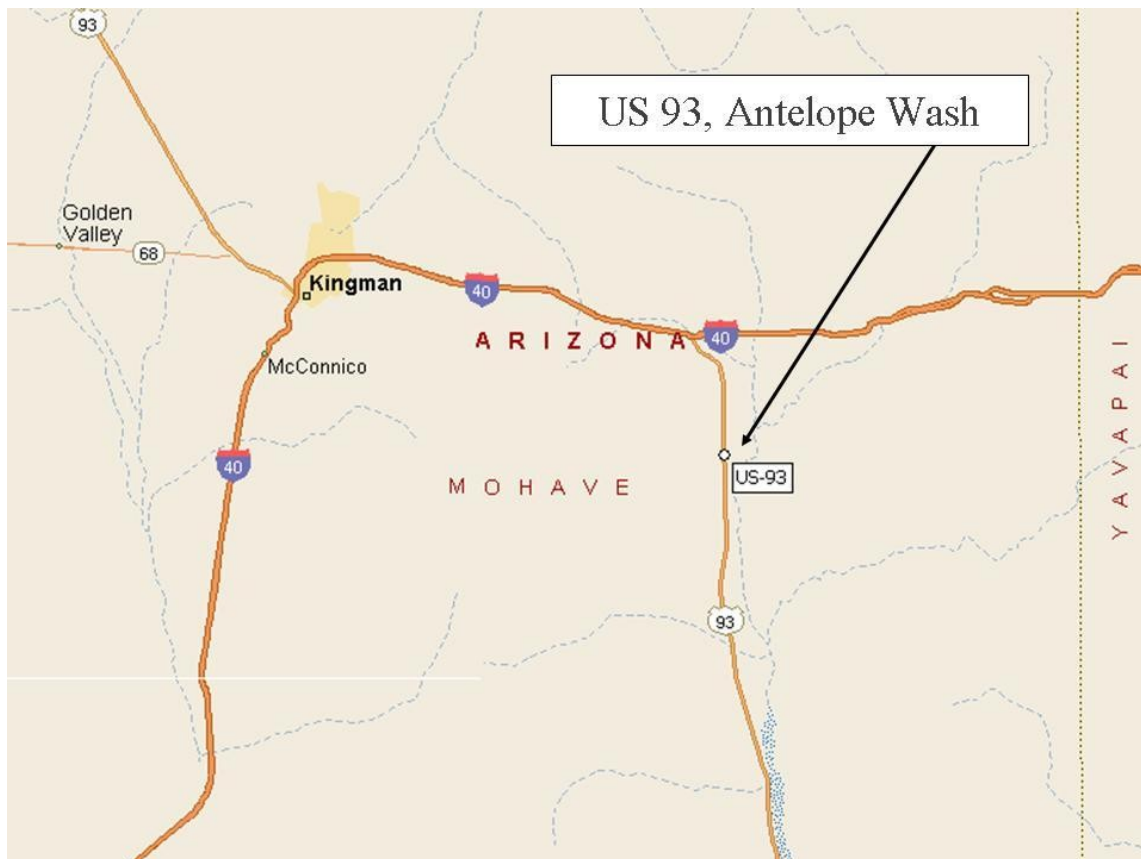 93
US 93, Antelope Wash
Golden
Valley
68
Kingman
40
ARIZONA
40
McConnico
40
MOHAVE
US-93
YAVAPAI
93